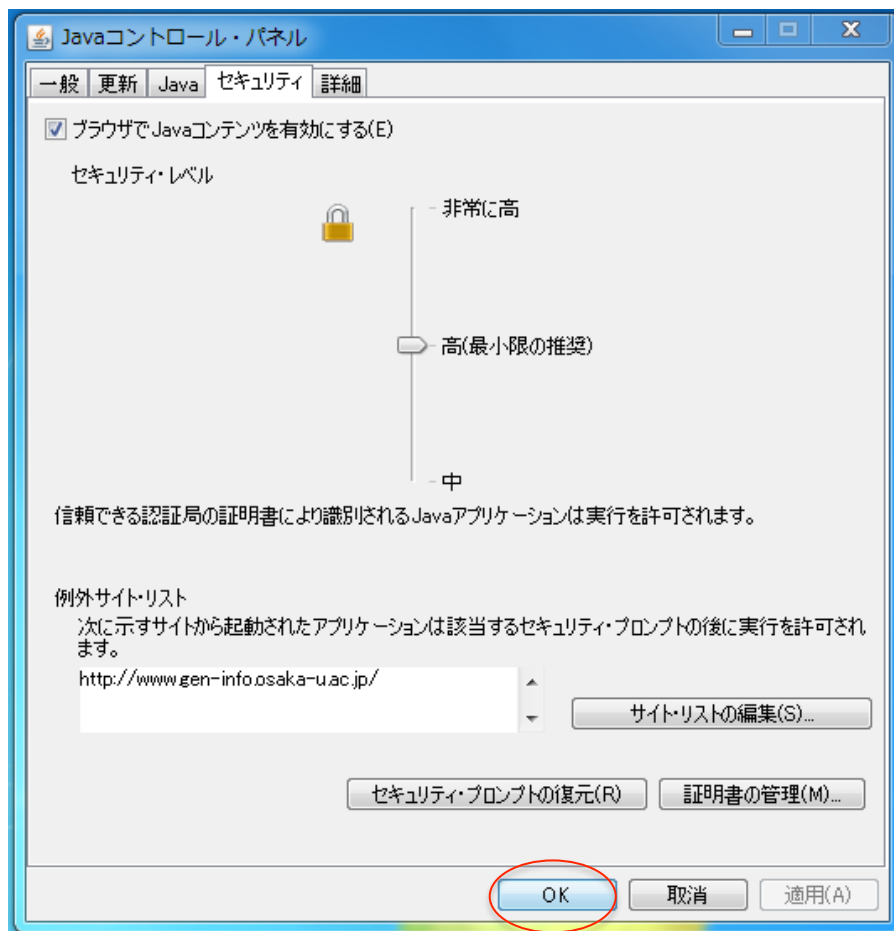 Javaコントロール・パネル
一般 更新 Java セキュリティ 詳細
ブラウザでJavaコンテンツを有効にする(E)
セキュリティ・レベル
非常に高
高(最小限の推奨)
中
信頼できる認証局の証明書により識別されるJavaアプリケーションは実行を許可されます。
例外サイト・リスト
次に示すサイトから起動されたアプリケーションは該当するセキュリティ・プロンプトの後に実行を許可され
ます。
http://www.gen-info.osaka-u.ac.jp/
サイト・リストの編集(S)...
セキュリティ・プロンプトの復元(R) 証明書の管理(M)...
OK 取消 適用(A)